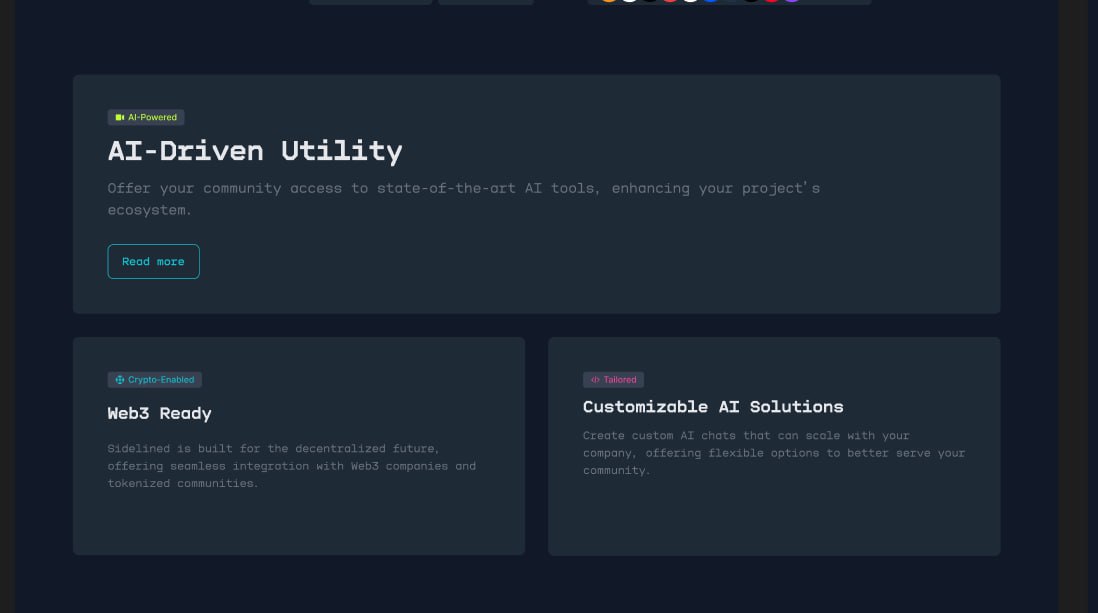 AI-Powered
AI-Driven Utility
Offer your community access to state-of-the-art AI tools, enhancing your project's
ecosystem.
Read more
Crypto-Enabled
Web3 Ready
Sidelined is built for the decentralized future,
offering seamless integration with Web3 companies and
tokenized communities.
Tailored
Customizable AI Solutions
Create custom AI chats that can scale with your
company, offering flexible options to better serve your
community.